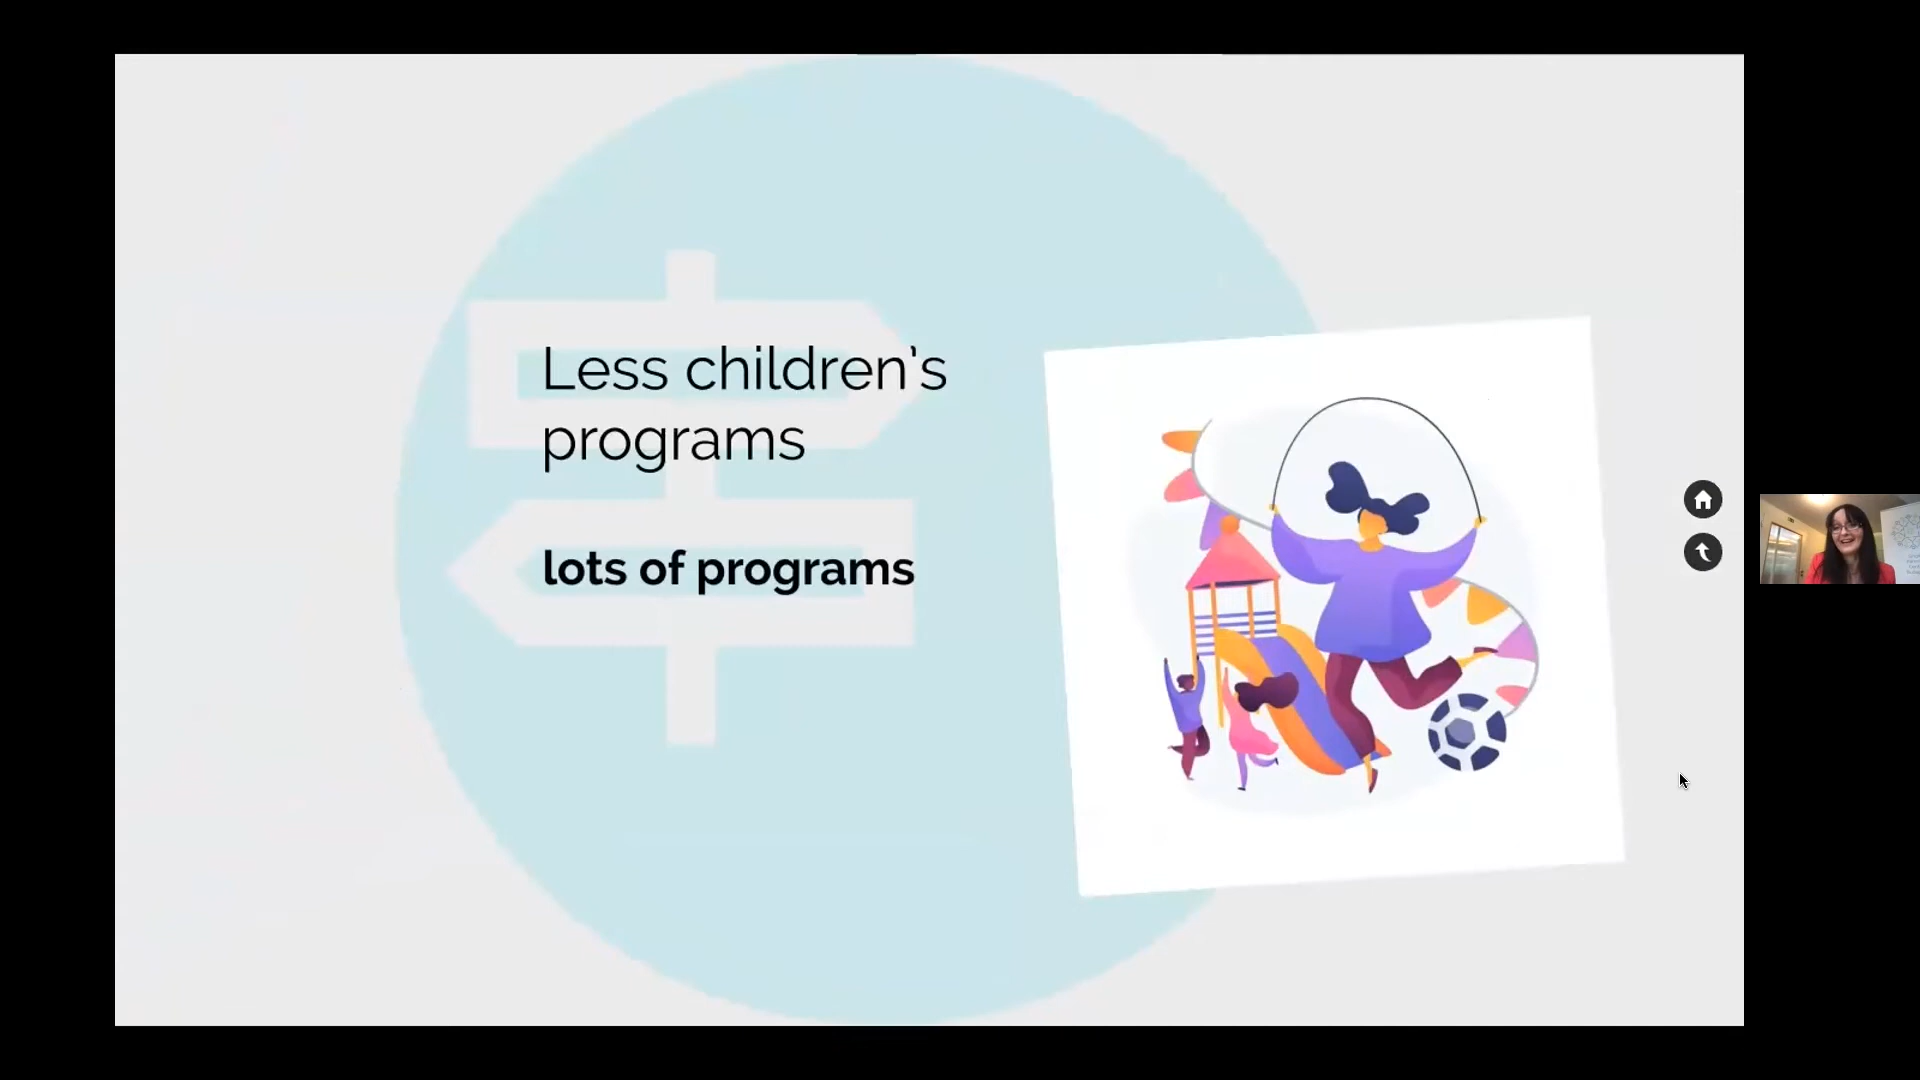 Less children's
programs
lots of programs